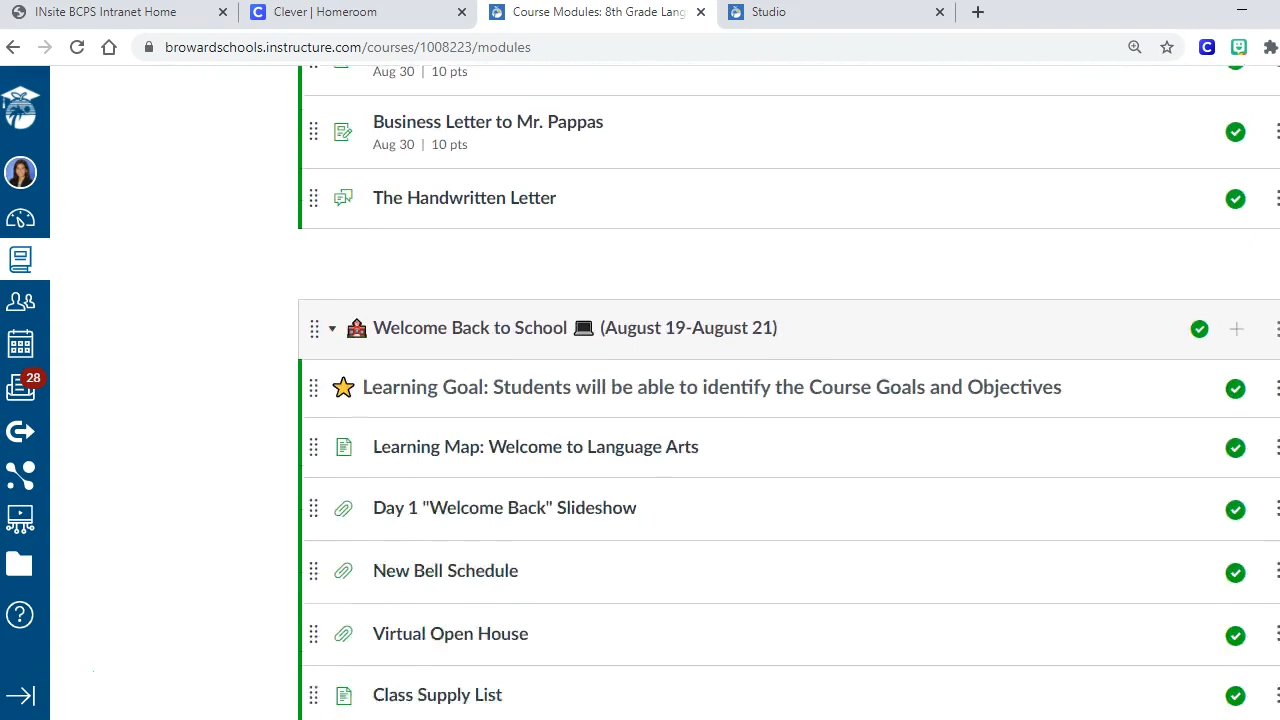 INsite BCPS Intranet Home
Clever | Homeroom
Course Modules: 8th Grade Lang
Studio
browardschools.instructure.com/courses/1008223/modules
Aug 30 | 10 pts
Business Letter to Mr. Pappas
Aug 30 | 10 pts
The Handwritten Letter
Welcome Back to School (August 19-August 21)
Learning Goal: Students will be able to identify the Course Goals and Objectives
28
Learning Map: Welcome to Language Arts
Day 1 "Welcome Back" Slideshow
New Bell Schedule
Virtual Open House
Class Supply List